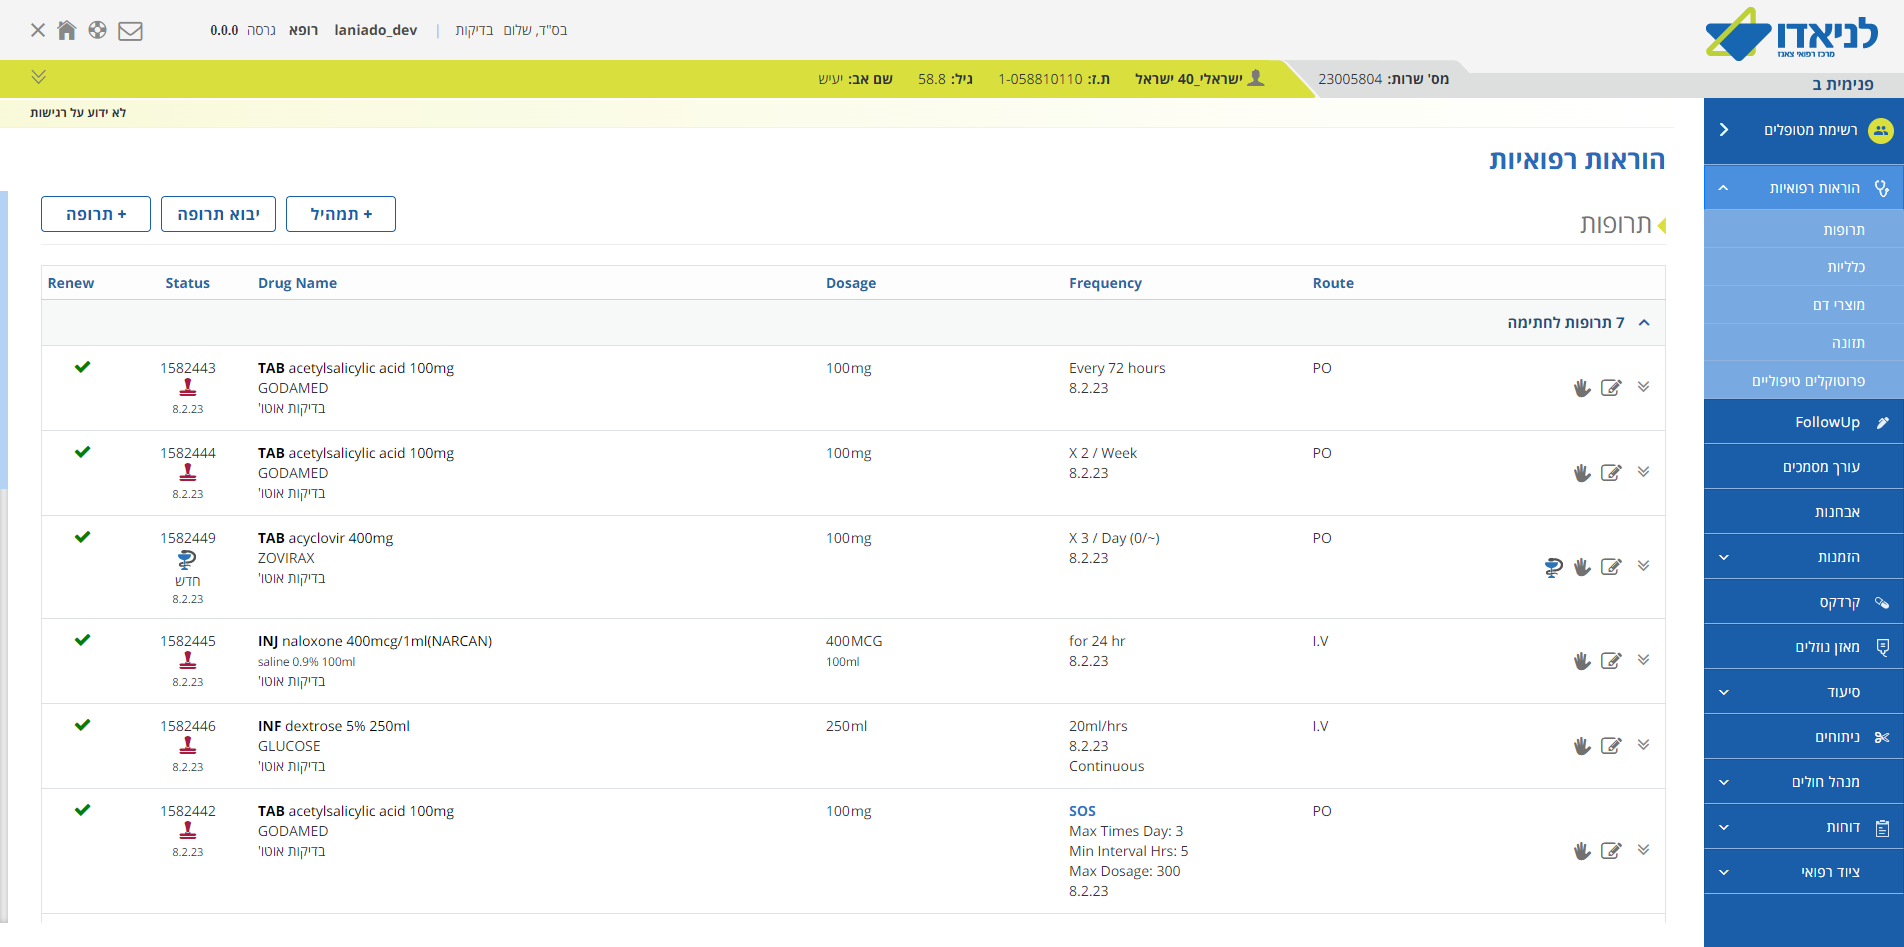 לניאדו
מרכז רפואי צאנז
בס"ד, שלום בדיקות | laniado_dev רופא גרסה 0.0.0
פנימית ב
מס' שרות: 23005804
ישראלי_40 ישראל ת.ז: 1-058810110 גיל: 58.8 שם אב: יעיש
לא ידוע על רגישות
רשימת מטופלים
הוראות רפואיות
תרופות
כלליות
מוצרי דם
תזונה
פרוטוקלים טיפוליים
FollowUp
עורך מסמכים
אבחנות
הזמנות
קרדקס
מאזן נוזלים
סיעוד
ניתוחים
מנהל חולים
דוחות
ציוד רפואי
הוראות רפואיות
תרופות
+ תמהיל
יבוא תרופה
+ תרופה
Renew Status Drug Name Dosage Frequency Route
7 תרופות לחתימה
1582443 TAB acetylsalicylic acid 100mg 100mg Every 72 hours PO
GODAMED 8.2.23
8.2.23 בדיקות אוטו'
1582444 TAB acetylsalicylic acid 100mg 100mg X 2 / Week PO
GODAMED 8.2.23
8.2.23 בדיקות אוטו'
1582449 TAB acyclovir 400mg 100mg X 3 / Day (0/~) PO
ZOVIRAX 8.2.23
חדש בדיקות אוטו'
8.2.23
1582445 INJ naloxone 400mcg/1ml(NARCAN) 400MCG for 24 hr I.V
saline 0.9% 100ml 100ml 8.2.23
8.2.23 בדיקות אוטו'
1582446 INF dextrose 5% 250ml 250ml 20ml/hrs I.V
GLUCOSE 8.2.23
8.2.23 בדיקות אוטו' Continuous
1582442 TAB acetylsalicylic acid 100mg 100mg SOS PO
GODAMED Max Times Day: 3
8.2.23 בדיקות אוטו' Min Interval Hrs: 5
Max Dosage: 300
8.2.23